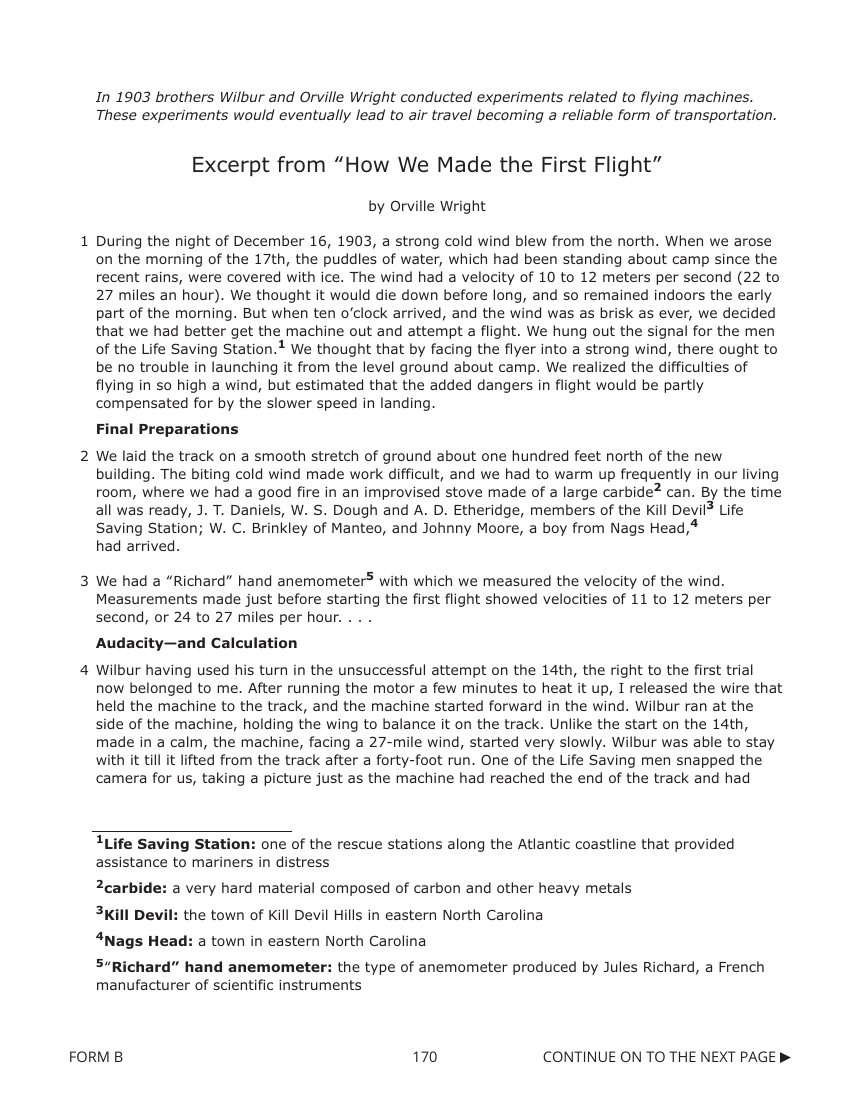 In 1903 brothers Wilbur and Orville Wright conducted experiments related to flying machines.
These experiments would eventually lead to air travel becoming a reliable form of transportation.
Excerpt from “How We Made the First Flight”
by Orville Wright
1 During the night of December 16, 1903, a strong cold wind blew from the north. When we arose
on the morning of the 17th, the puddles of water, which had been standing about camp since the
recent rains, were covered with ice. The wind had a velocity of 10 to 12 meters per second (22 to
27 miles an hour). We thought it would die down before long, and so remained indoors the early
part of the morning. But when ten o’clock arrived, and the wind was as brisk as ever, we decided
that we had better get the machine out and attempt a flight. We hung out the signal for the men
of the Life Saving Station.1 We thought that by facing the flyer into a strong wind, there ought to
be no trouble in launching it from the level ground about camp. We realized the difficulties of
flying in so high a wind, but estimated that the added dangers in flight would be partly
compensated for by the slower speed in landing.
Final Preparations
2 We laid the track on a smooth stretch of ground about one hundred feet north of the new
building. The biting cold wind made work difficult, and we had to warm up frequently in our living
room, where we had a good fire in an improvised stove made of a large carbide2 can. By the time
all was ready, J. T. Daniels, W. S. Dough and A. D. Etheridge, members of the Kill Devil3 Life
Saving Station; W. C. Brinkley of Manteo, and Johnny Moore, a boy from Nags Head,4
had arrived.
3 We had a “Richard” hand anemometer5 with which we measured the velocity of the wind.
Measurements made just before starting the first flight showed velocities of 11 to 12 meters per
second, or 24 to 27 miles per hour. . . .
Audacity—and Calculation
4 Wilbur having used his turn in the unsuccessful attempt on the 14th, the right to the first trial
now belonged to me. After running the motor a few minutes to heat it up, I released the wire that
held the machine to the track, and the machine started forward in the wind. Wilbur ran at the
side of the machine, holding the wing to balance it on the track. Unlike the start on the 14th,
made in a calm, the machine, facing a 27-mile wind, started very slowly. Wilbur was able to stay
with it till it lifted from the track after a forty-foot run. One of the Life Saving men snapped the
camera for us, taking a picture just as the machine had reached the end of the track and had
1Life Saving Station: one of the rescue stations along the Atlantic coastline that provided
assistance to mariners in distress
2carbide: a very hard material composed of carbon and other heavy metals
3Kill Devil: the town of Kill Devil Hills in eastern North Carolina
4Nags Head: a town in eastern North Carolina
5“Richard” hand anemometer: the type of anemometer produced by Jules Richard, a French
manufacturer of scientific instruments
FORM B 170 CONTINUE ON TO THE NEXT PAGE ▶